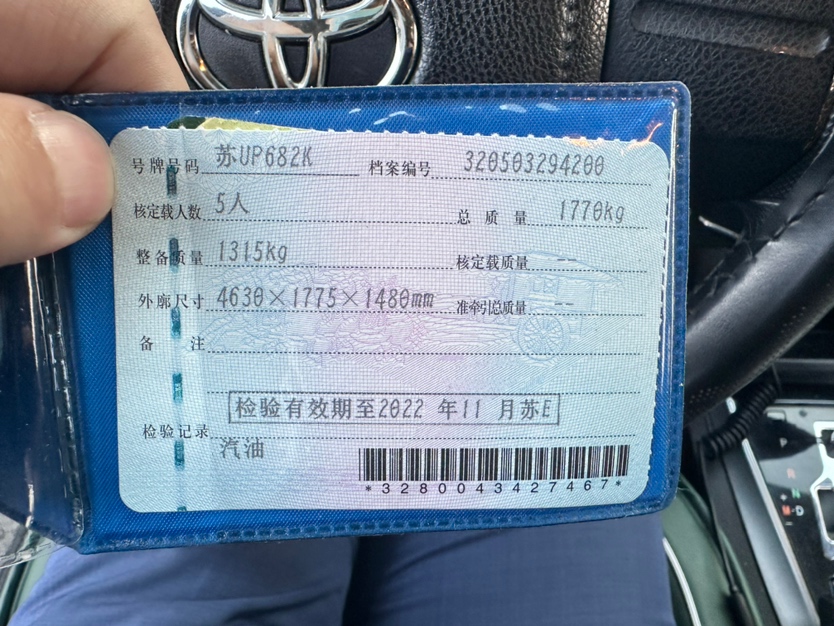 号牌号码 苏UP682K 档案编号 320503294200
核定载人数 5人 总质量 1770kg
整备质量 1315kg 核定载质量 --
外廓尺寸 4630×1775×1480mm 准牵引总质量 --
备注
检验有效期至2022 年11 月苏E
检验记录
汽油
*3280043427467*
P
R
N
M-D